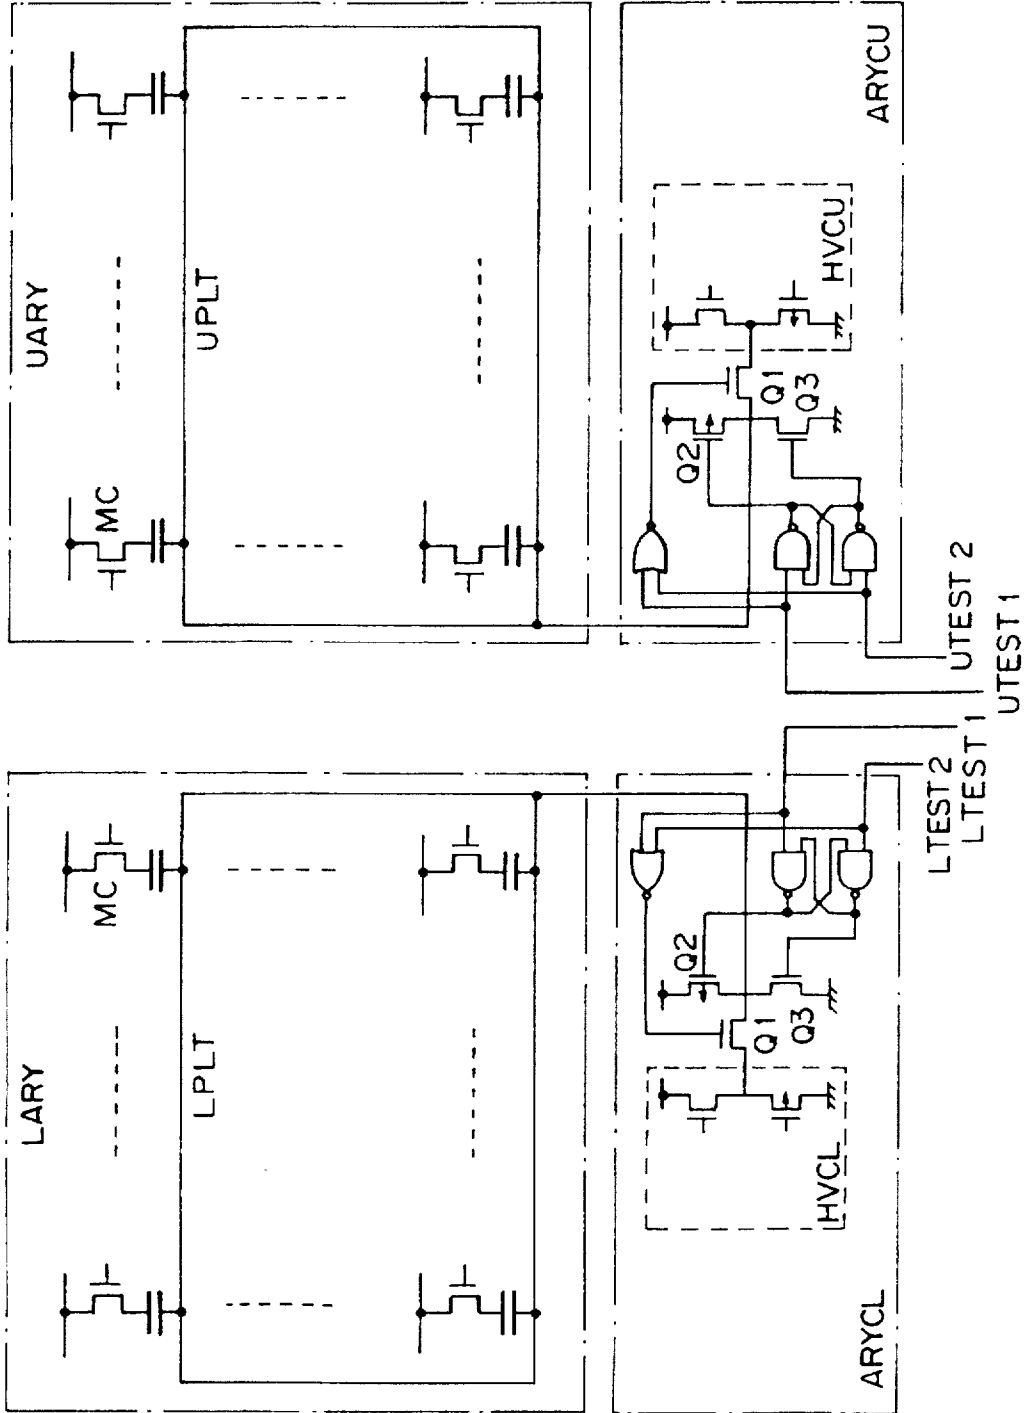 LARY
UARY
MC
MC
LPLT
UPLT
Q2
Q1
Q3
HVCL
ARYCL
Q2
Q1
Q3
HVCU
ARYCU
LTEST 2
LTEST 1
UTEST 2
UTEST 1